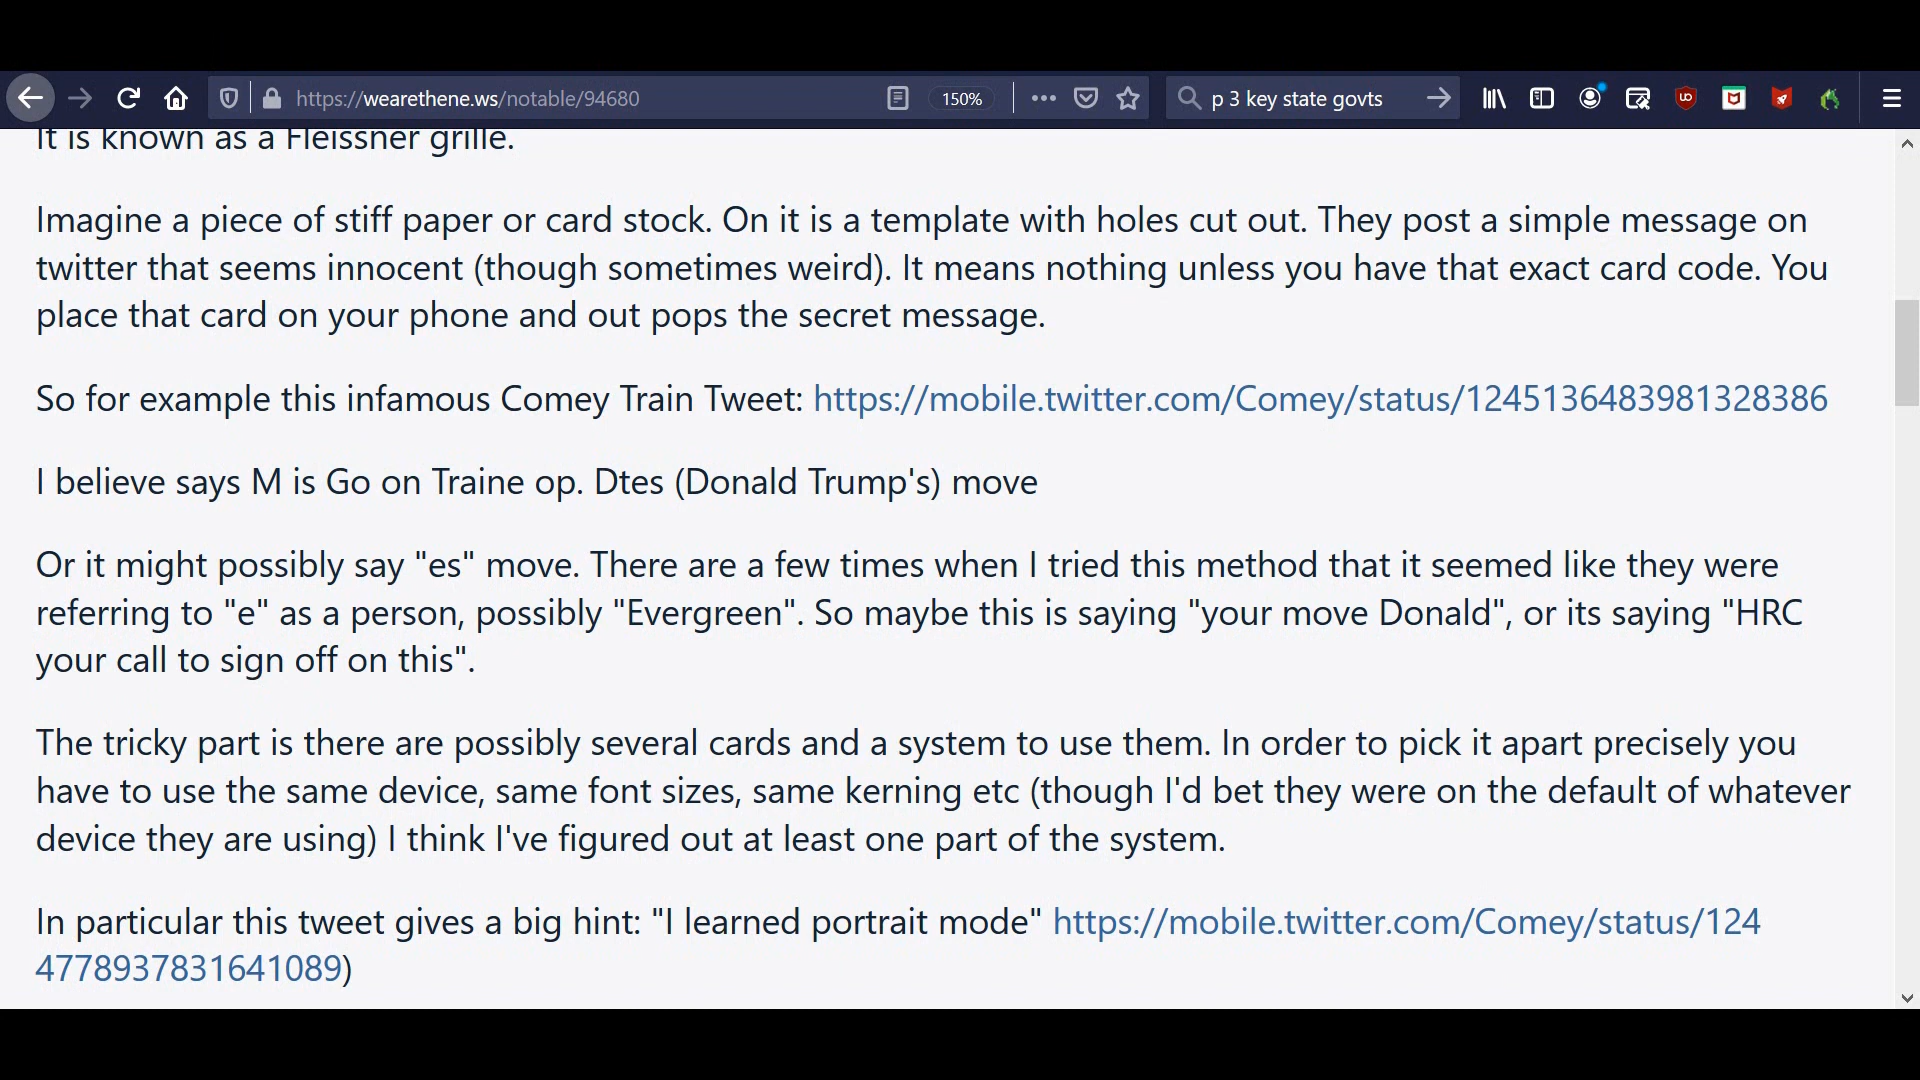 https://wearethene.ws/notable/94680
150%
p 3 key state govts
It is known as a Fleissner grille.
Imagine a piece of stiff paper or card stock. On it is a template with holes cut out. They post a simple message on
twitter that seems innocent (though sometimes weird). It means nothing unless you have that exact card code. You
place that card on your phone and out pops the secret message.
So for example this infamous Comey Train Tweet: https://mobile.twitter.com/Comey/status/1245136483981328386
I believe says M is Go on Traine op. Dtes (Donald Trump's) move
Or it might possibly say "es" move. There are a few times when I tried this method that it seemed like they were
referring to "e" as a person, possibly "Evergreen". So maybe this is saying "your move Donald", or its saying "HRC
your call to sign off on this".
The tricky part is there are possibly several cards and a system to use them. In order to pick it apart precisely you
have to use the same device, same font sizes, same kerning etc (though I'd bet they were on the default of whatever
device they are using) I think I've figured out at least one part of the system.
In particular this tweet gives a big hint: "I learned portrait mode" https://mobile.twitter.com/Comey/status/124
4778937831641089)